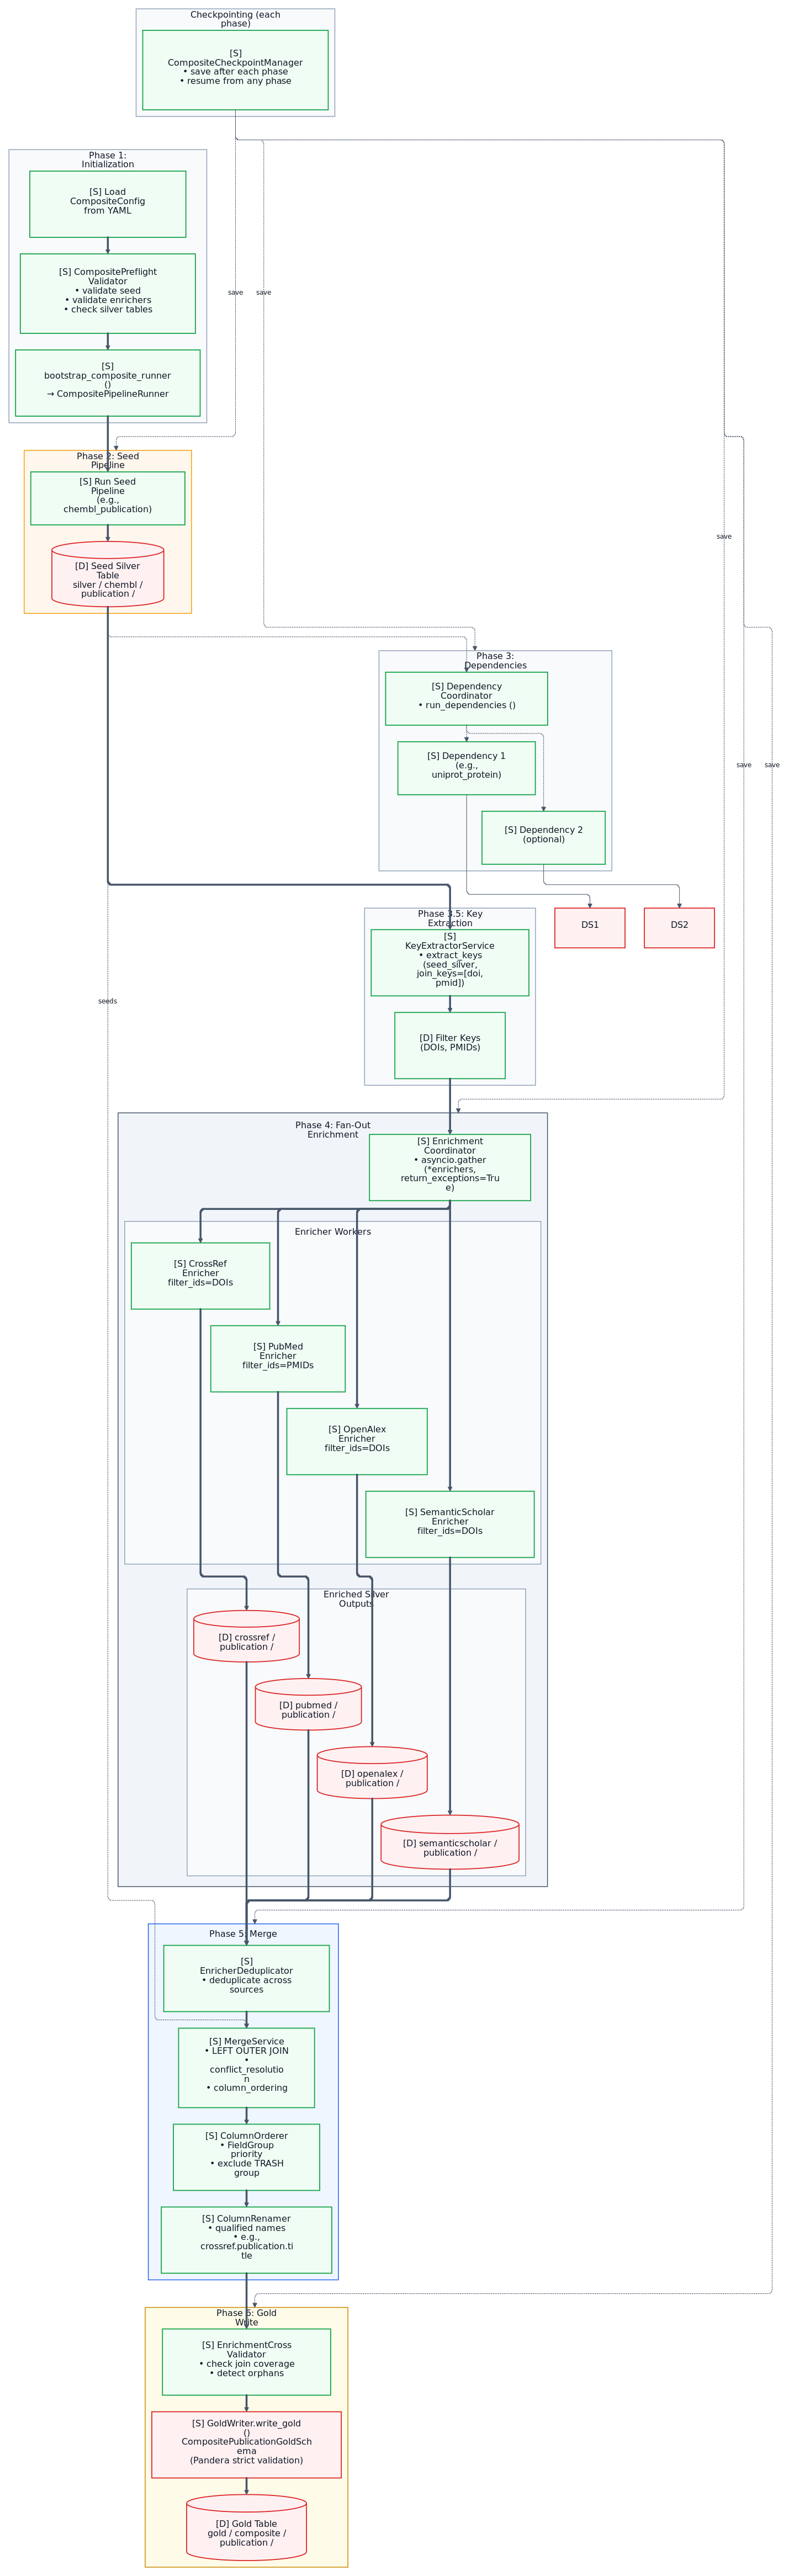 Checkpointing (each
phase)
[S]
CompositeCheckpointManager
• save after each phase
• resume from any phase
Phase 1:
Initialization
[S] Load
CompositeConfig
from YAML
[S] CompositePreflight
Validator
• validate seed
• validate enrichers
• check silver tables
save
save
[S]
bootstrap_composite_runner
()
→ CompositePipelineRunner
Phase 2: Seed
Pipeline
[S] Run Seed
Pipeline
(e.g.,
chembl_publication)
save
[D] Seed Silver
Table
silver / chembl /
publication /
Phase 3:
Dependencies
[S] Dependency
Coordinator
• run_dependencies ()
[S] Dependency 1
(e.g.,
uniprot_protein)
save
save
[S] Dependency 2
(optional)
Phase 3.5: Key
Extraction
DS1
DS2
[S]
KeyExtractorService
• extract_keys
(seed_silver,
join_keys=[doi,
pmid])
seeds
[D] Filter Keys
(DOIs, PMIDs)
Phase 4: Fan-Out
Enrichment
[S] Enrichment
Coordinator
• asyncio.gather
(*enrichers,
return_exceptions=Tru
e)
Enricher Workers
[S] CrossRef
Enricher
filter_ids=DOIs
[S] PubMed
Enricher
filter_ids=PMIDs
[S] OpenAlex
Enricher
filter_ids=DOIs
[S] SemanticScholar
Enricher
filter_ids=DOIs
Enriched Silver
Outputs
[D] crossref /
publication /
[D] pubmed /
publication /
[D] openalex /
publication /
[D] semanticscholar /
publication /
Phase 5: Merge
[S]
EnricherDeduplicator
• deduplicate across
sources
[S] MergeService
• LEFT OUTER JOIN
•
conflict_resolutio
n
• column_ordering
[S] ColumnOrderer
• FieldGroup
priority
• exclude TRASH
group
[S] ColumnRenamer
• qualified names
• e.g.,
crossref.publication.ti
tle
Phase 6: Gold
Write
[S] EnrichmentCross
Validator
• check join coverage
• detect orphans
[S] GoldWriter.write_gold
()
CompositePublicationGoldSch
ema
(Pandera strict validation)
[D] Gold Table
gold / composite /
publication /